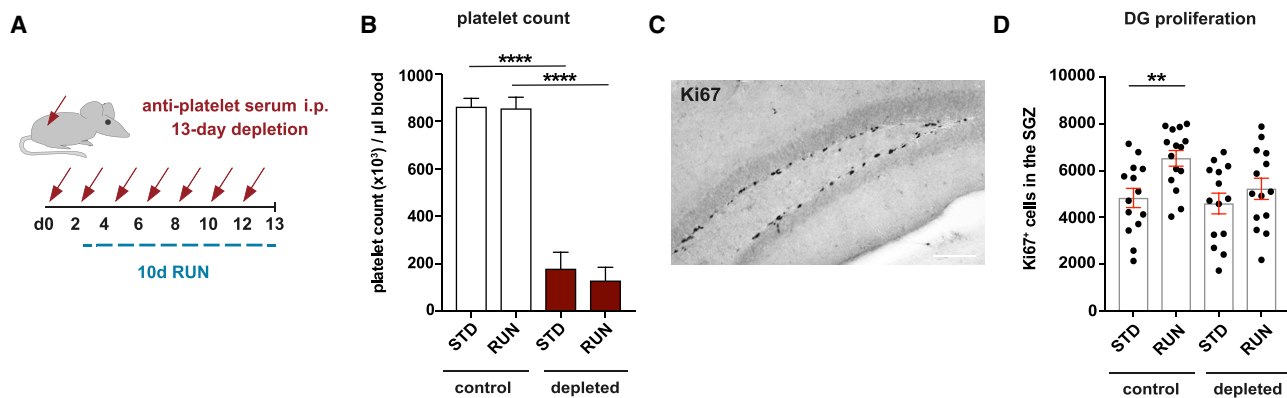 A
anti-platelet serum i.p.
13-day depletion
d0 2 4 6 8 10 12 13
10d RUN
B
platelet count
****
****
platelet count (x10³) / µl blood
1000
800
600
400
200
0
STD RUN STD RUN
control depleted
C
Ki67
D
DG proliferation
**
Ki67⁺ cells in the SGZ
10000
8000
6000
4000
2000
0
STD RUN STD RUN
control depleted